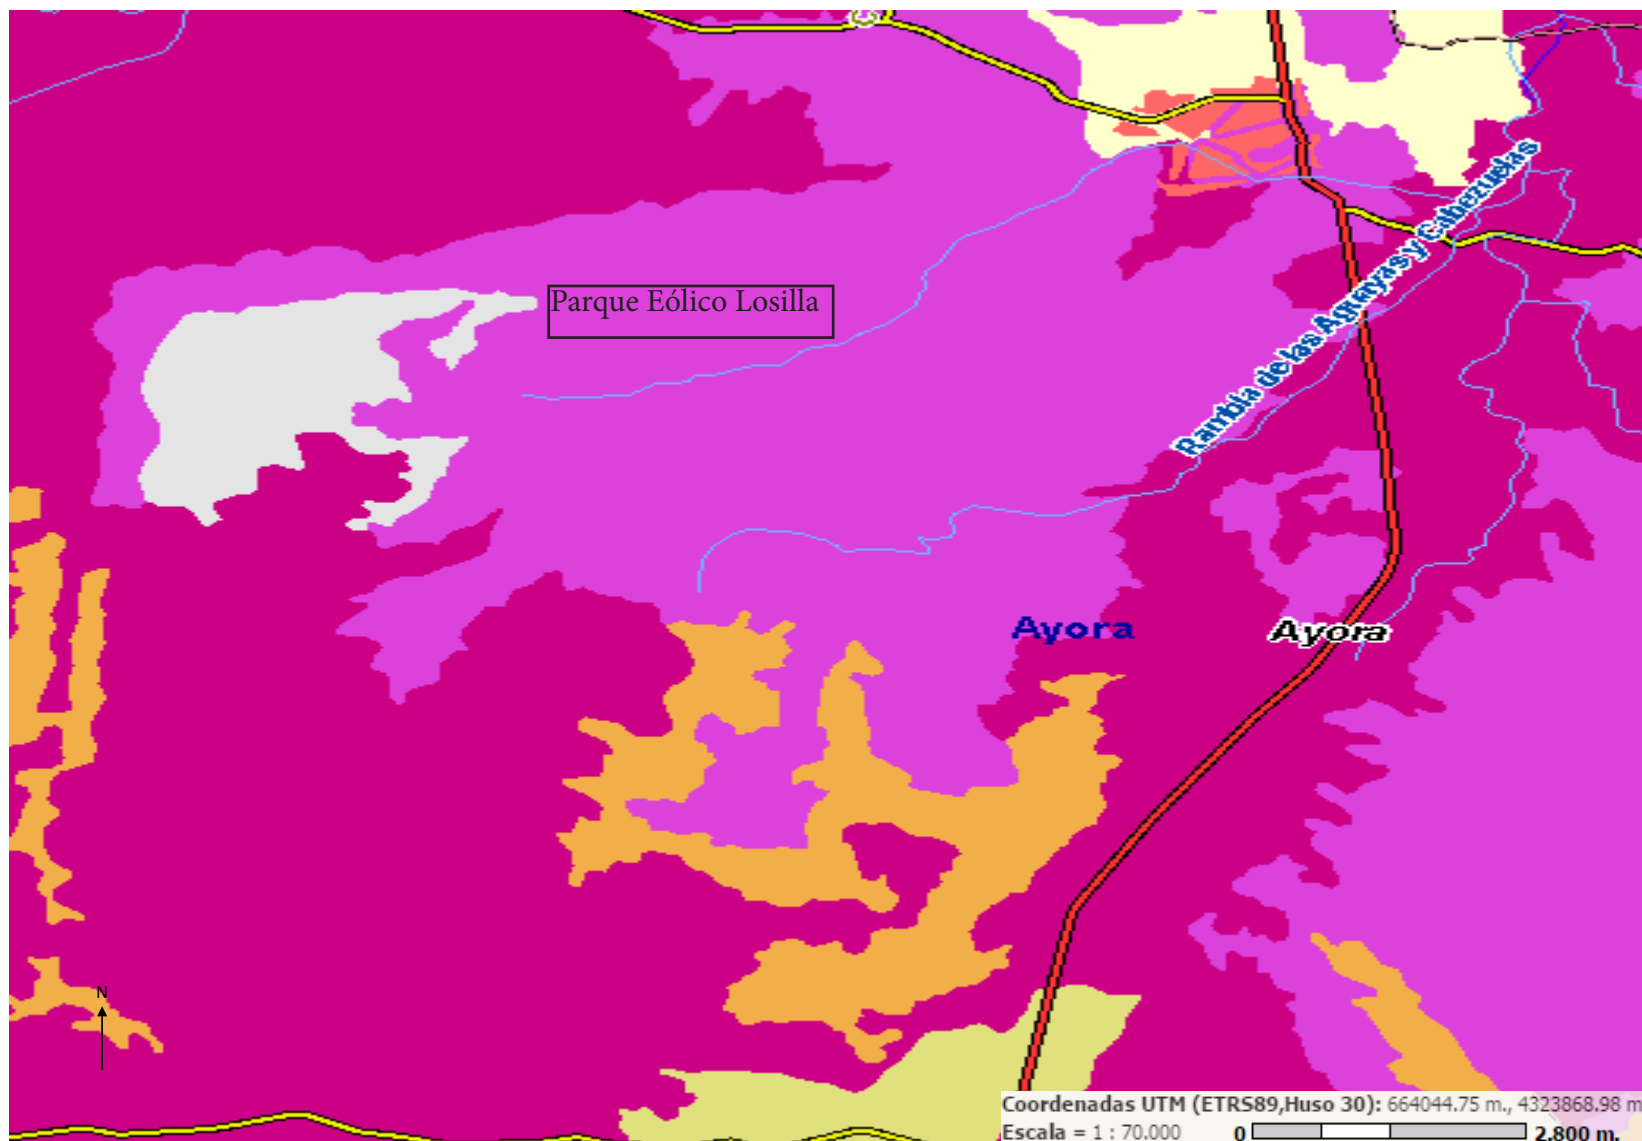 Parque Eólico Losilla
Rambla de las Aguayas y Cabezuelas
Ayora
Ayora
N
Coordenadas UTM (ETRS89,Huso 30): 664044.75 m., 4323868.98 m
Escala = 1 : 70.000
0
2.800 m.